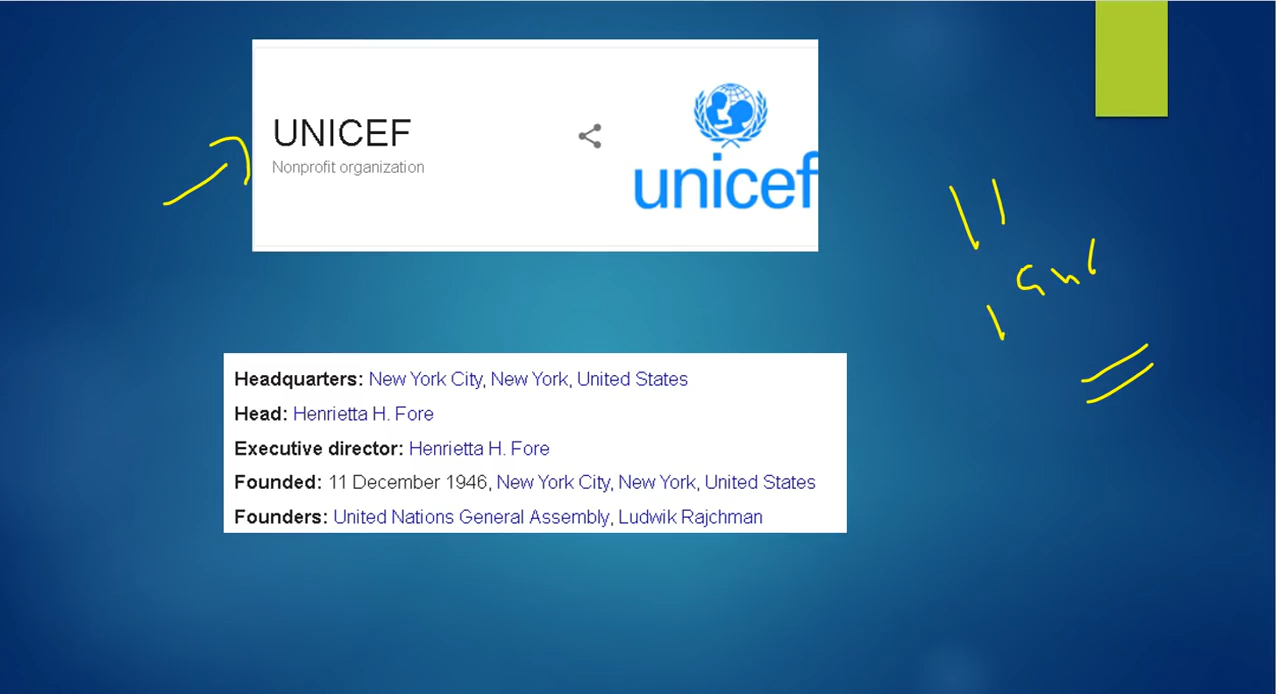 UNICEF
Nonprofit organization
unicef
Headquarters: New York City, New York, United States
Head: Henrietta H. Fore
Executive director: Henrietta H. Fore
Founded: 11 December 1946, New York City, New York, United States
Founders: United Nations General Assembly, Ludwik Rajchman